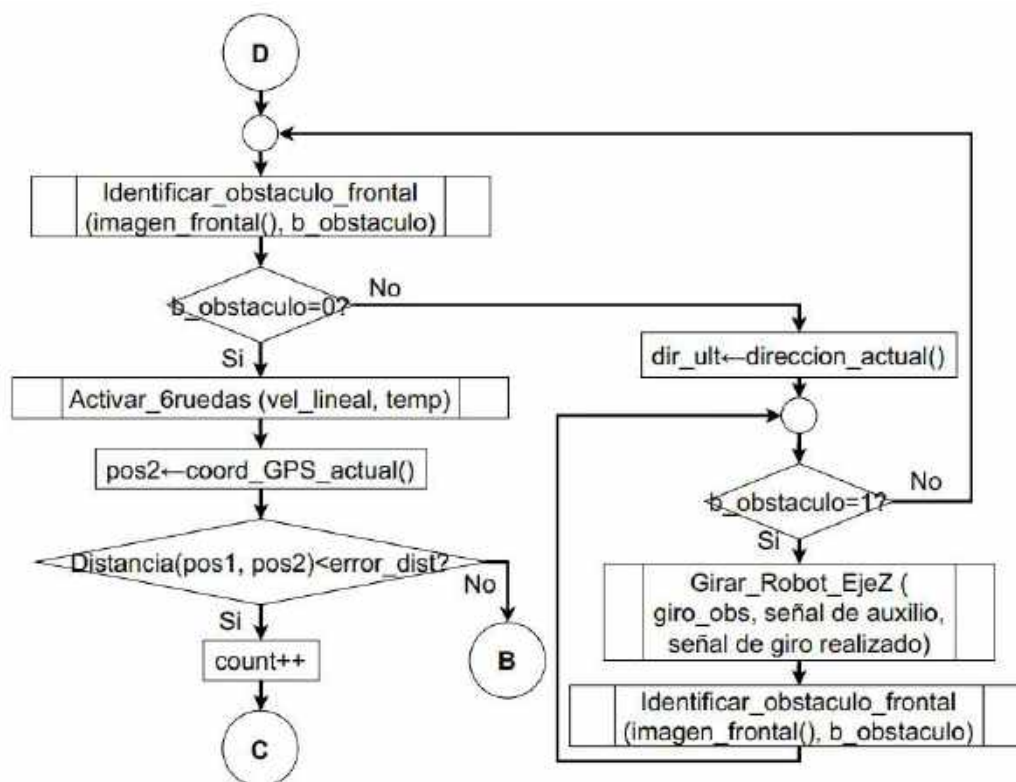 D
Identificar_obstaculo_frontal
(imagen_frontal(), b_obstaculo)
b_obstaculo=0?
No
Si
Activar_6ruedas (vel_lineal, temp)
pos2←coord_GPS_actual()
Distancia(pos1, pos2)<error_dist?
No
B
Si
count++
C
dir_ult←direccion_actual()
b_obstaculo=1?
No
Si
Girar_Robot_EjeZ (
giro_obs, señal de auxilio,
señal de giro realizado)
Identificar_obstaculo_frontal
(imagen_frontal(), b_obstaculo)